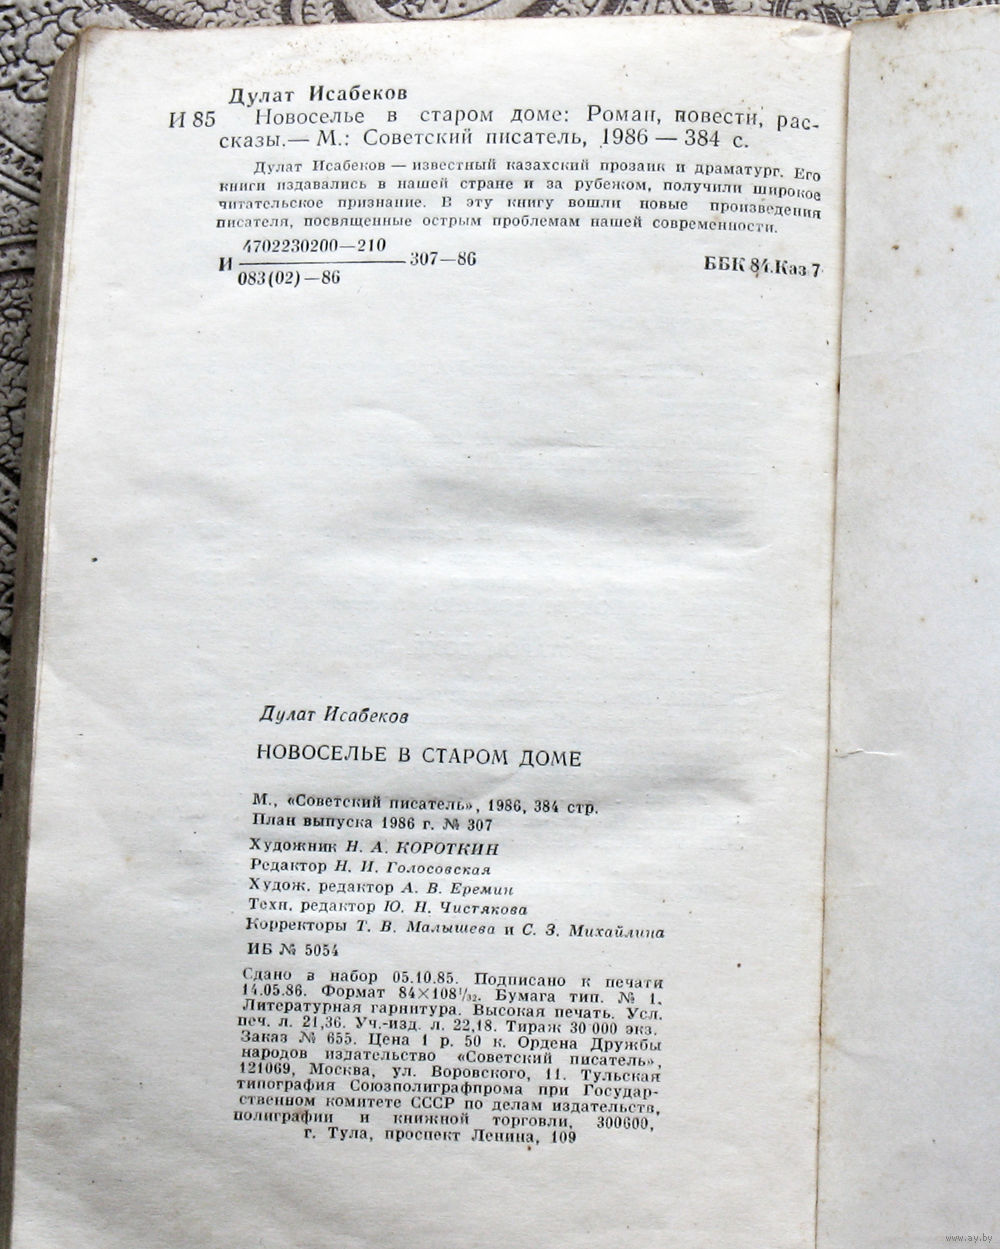 Дулат Исабеков
И 85 Новоселье в старом доме: Роман, повести, рас-
сказы.— М.: Советский писатель, 1986 — 384 с.
Дулат Исабеков — известный казахский прозаик и драматург. Его
книги издавались в нашей стране и за рубежом, получили широкое
читательское признание. В эту книгу вошли новые произведения
писателя, посвященные острым проблемам нашей современности.
4702230200—210
И ———— 307—86
083(02)—86
ББК 84.Каз 7
Дулат Исабеков
НОВОСЕЛЬЕ В СТАРОМ ДОМЕ
М., «Советский писатель», 1986, 384 стр.
План выпуска 1986 г. № 307
Художник Н. А. КОРОТКИН
Редактор Н. И. Голосовская
Худож. редактор А. В. Еремин
Техн. редактор Ю. Н. Чистякова
Корректоры Т. В. Малышева и С. З. Михайлина
ИБ № 5054
Сдано в набор 05.10.85. Подписано к печати
14.05.86. Формат 84×108¹/₃₂. Бумага тип. № 1.
Литературная гарнитура. Высокая печать. Усл.
печ. л. 21,36. Уч.-изд. л. 22,18. Тираж 30 000 экз.
Заказ № 655. Цена 1 р. 50 к. Ордена Дружбы
народов издательство «Советский писатель»,
121069, Москва, ул. Воровского, 11. Тульская
типография Союзполиграфпрома при Государ-
ственном комитете СССР по делам издательств,
полиграфии и книжной торговли, 300600,
г. Тула, проспект Ленина, 109
www.ay.by